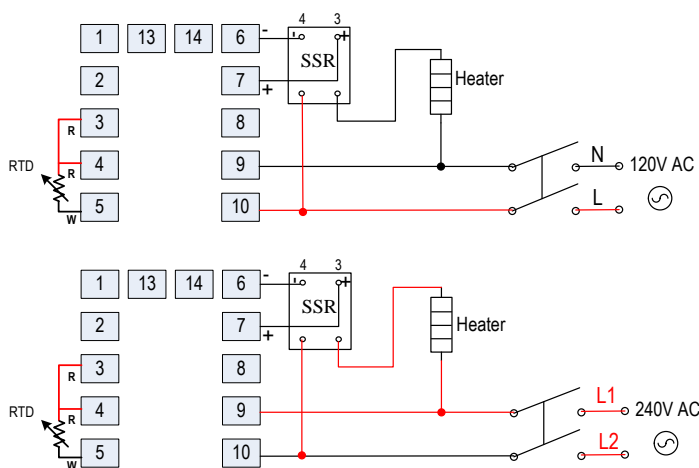 4 3
1 13 14 6 - - +
SSR
2 7 +
Heater
3 8
R
N
RTD 4 9 120V AC
R
L
5 10
W
4 3
1 13 14 6 - - +
SSR
2 7 +
Heater
3 8
R
L1
RTD 4 9 240V AC
R
L2
5 10
W